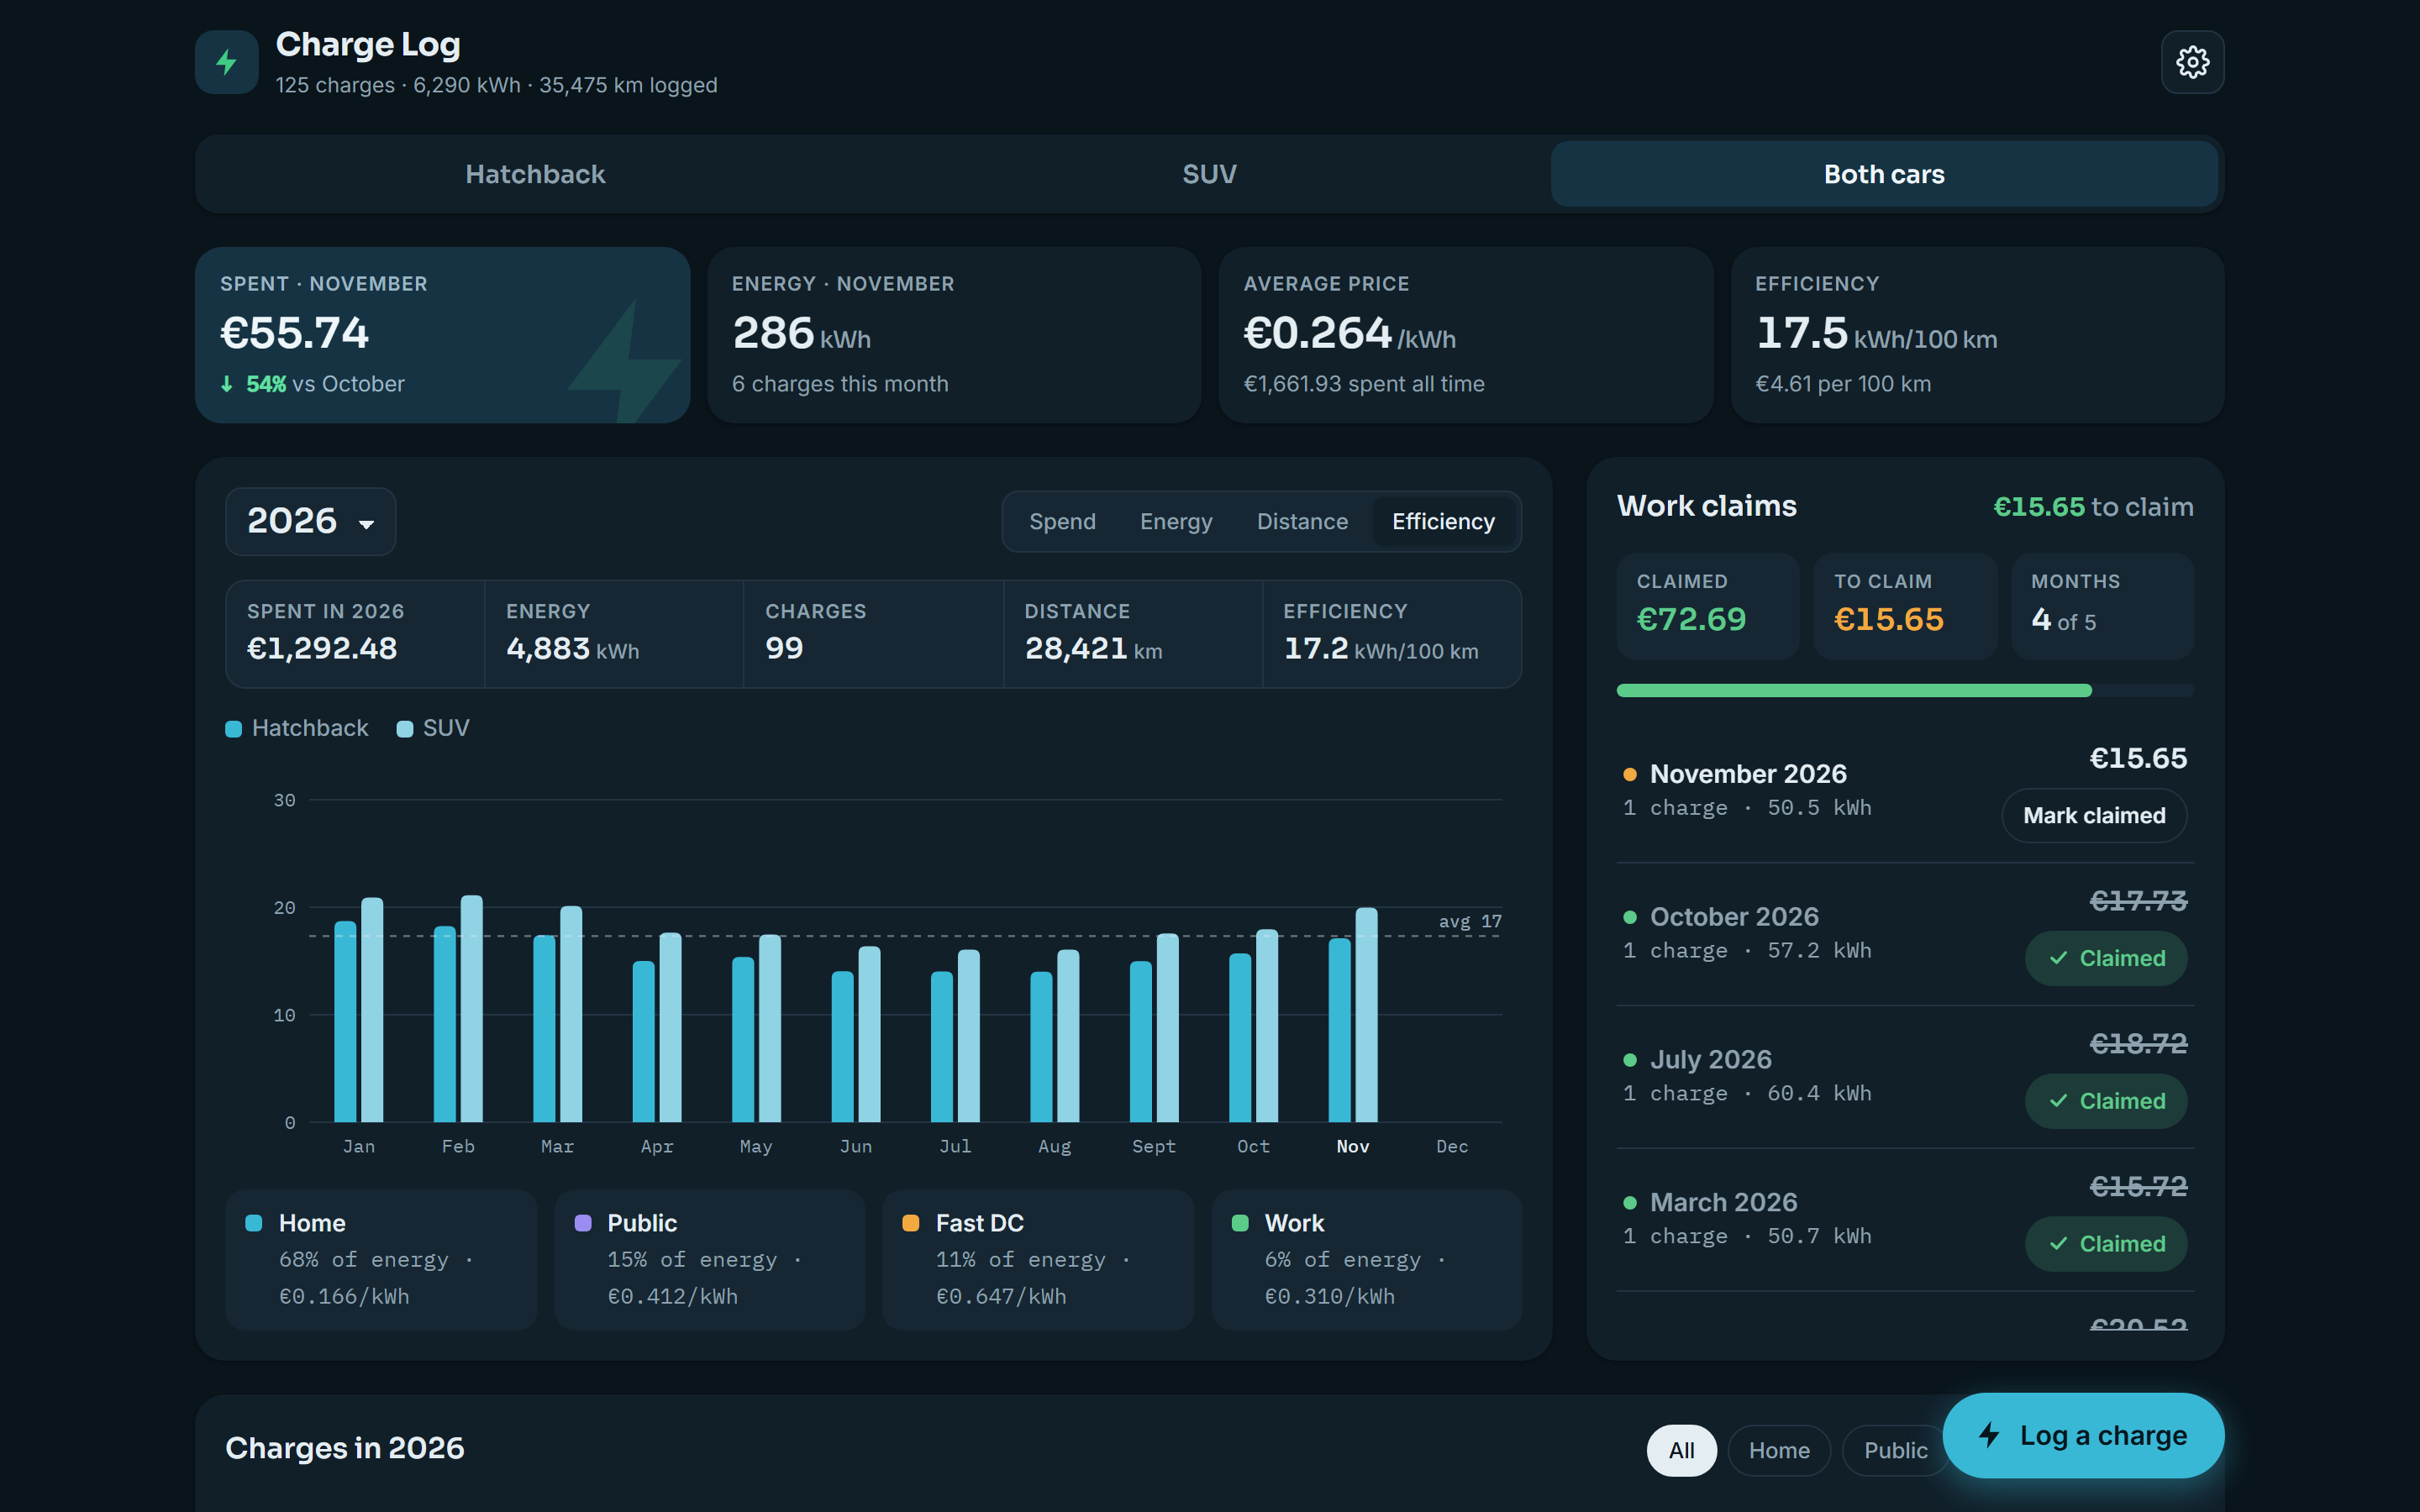 Charge Log
125 charges · 6,290 kWh · 35,475 km logged
Hatchback
SUV
Both cars
SPENT · NOVEMBER
€55.74
↓ 54% vs October
ENERGY · NOVEMBER
286 kWh
6 charges this month
AVERAGE PRICE
€0.264 /kWh
€1,661.93 spent all time
EFFICIENCY
17.5 kWh/100 km
€4.61 per 100 km
2026
Spend
Energy
Distance
Efficiency
SPENT IN 2026
€1,292.48
ENERGY
4,883 kWh
CHARGES
99
DISTANCE
28,421 km
EFFICIENCY
17.2 kWh/100 km
Hatchback
SUV
30
20
10
0
avg 17
Jan
Feb
Mar
Apr
May
Jun
Jul
Aug
Sept
Oct
Nov
Dec
Home
68% of energy ·
€0.166/kWh
Public
15% of energy ·
€0.412/kWh
Fast DC
11% of energy ·
€0.647/kWh
Work
6% of energy ·
€0.310/kWh
Work claims
€15.65 to claim
CLAIMED
€72.69
TO CLAIM
€15.65
MONTHS
4 of 5
November 2026
1 charge · 50.5 kWh
€15.65
Mark claimed
October 2026
1 charge · 57.2 kWh
€17.73
✓ Claimed
July 2026
1 charge · 60.4 kWh
€18.72
✓ Claimed
March 2026
1 charge · 50.7 kWh
€15.72
✓ Claimed
Charges in 2026
All
Home
Public
Log a charge